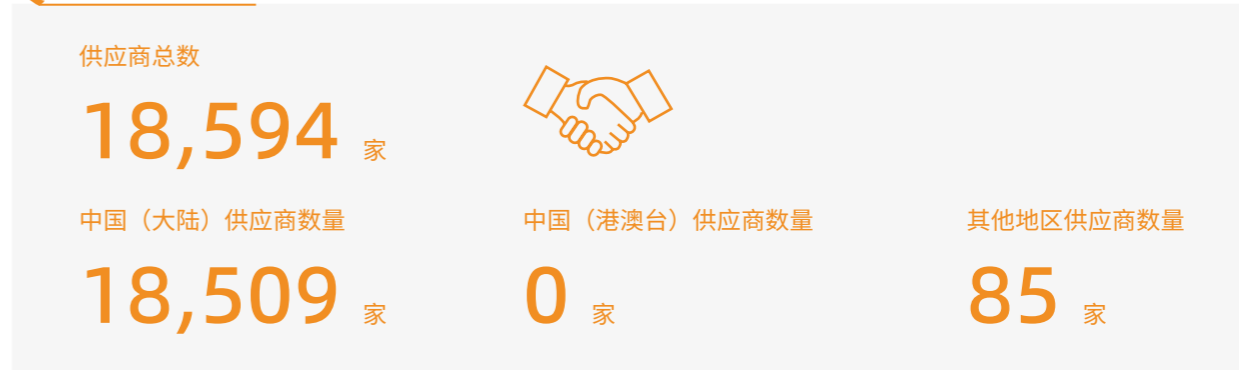 供应商总数
18,594 家
中国（大陆）供应商数量
中国（港澳台）供应商数量
其他地区供应商数量
18,509 家
0 家
85 家